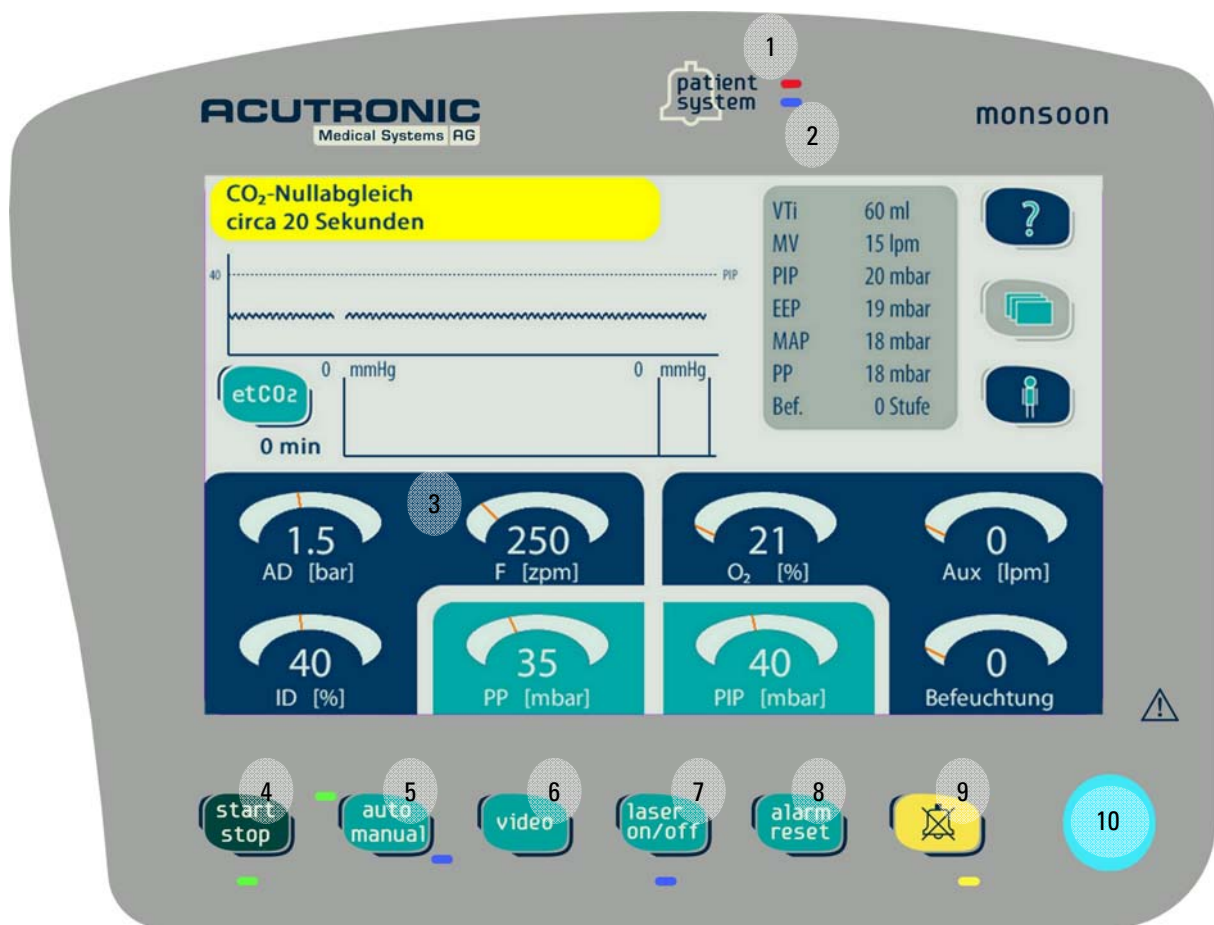 1
patient
system
2
ACUTRONIC
Medical Systems AG
monsoon
CO₂-Nullabgleich
circa 20 Sekunden
40
PIP
0 mmHg
0 mmHg
etCO₂
0 min
VTi 60 ml
MV 15 lpm
PIP 20 mbar
EEP 19 mbar
MAP 18 mbar
PP 18 mbar
Bef. 0 Stufe
?
3
1.5
AD [bar]
250
F [zpm]
21
O₂ [%]
0
Aux [lpm]
40
ID [%]
35
PP [mbar]
40
PIP [mbar]
0
Befeuchtung
4
start
stop
5
auto
manual
6
video
7
laser
on/off
8
alarm
reset
9
10